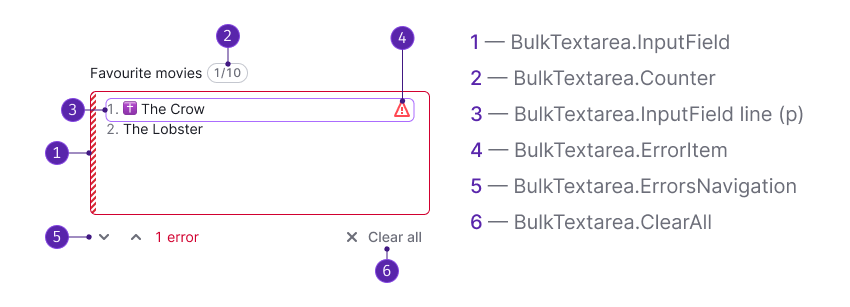 2
4
Favourite movies 1/10
3
1. ✝️ The Crow
2. The Lobster
1
5
1 error
Clear all
6
1 — BulkTextarea.InputField
2 — BulkTextarea.Counter
3 — BulkTextarea.InputField line (p)
4 — BulkTextarea.ErrorItem
5 — BulkTextarea.ErrorsNavigation
6 — BulkTextarea.ClearAll